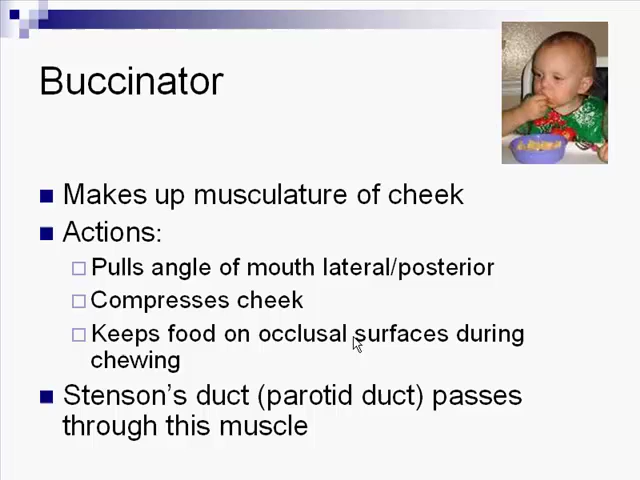 Buccinator
Makes up musculature of cheek
Actions:
Pulls angle of mouth lateral/posterior
Compresses cheek
Keeps food on occlusal surfaces during
chewing
Stenson's duct (parotid duct) passes
through this muscle